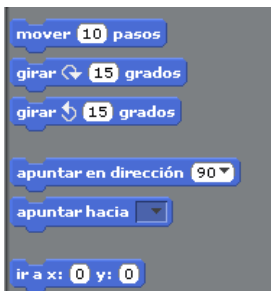 mover 10 pasos
girar 15 grados
girar 15 grados
apuntar en dirección 90
apuntar hacia
ir a x: 0 y: 0